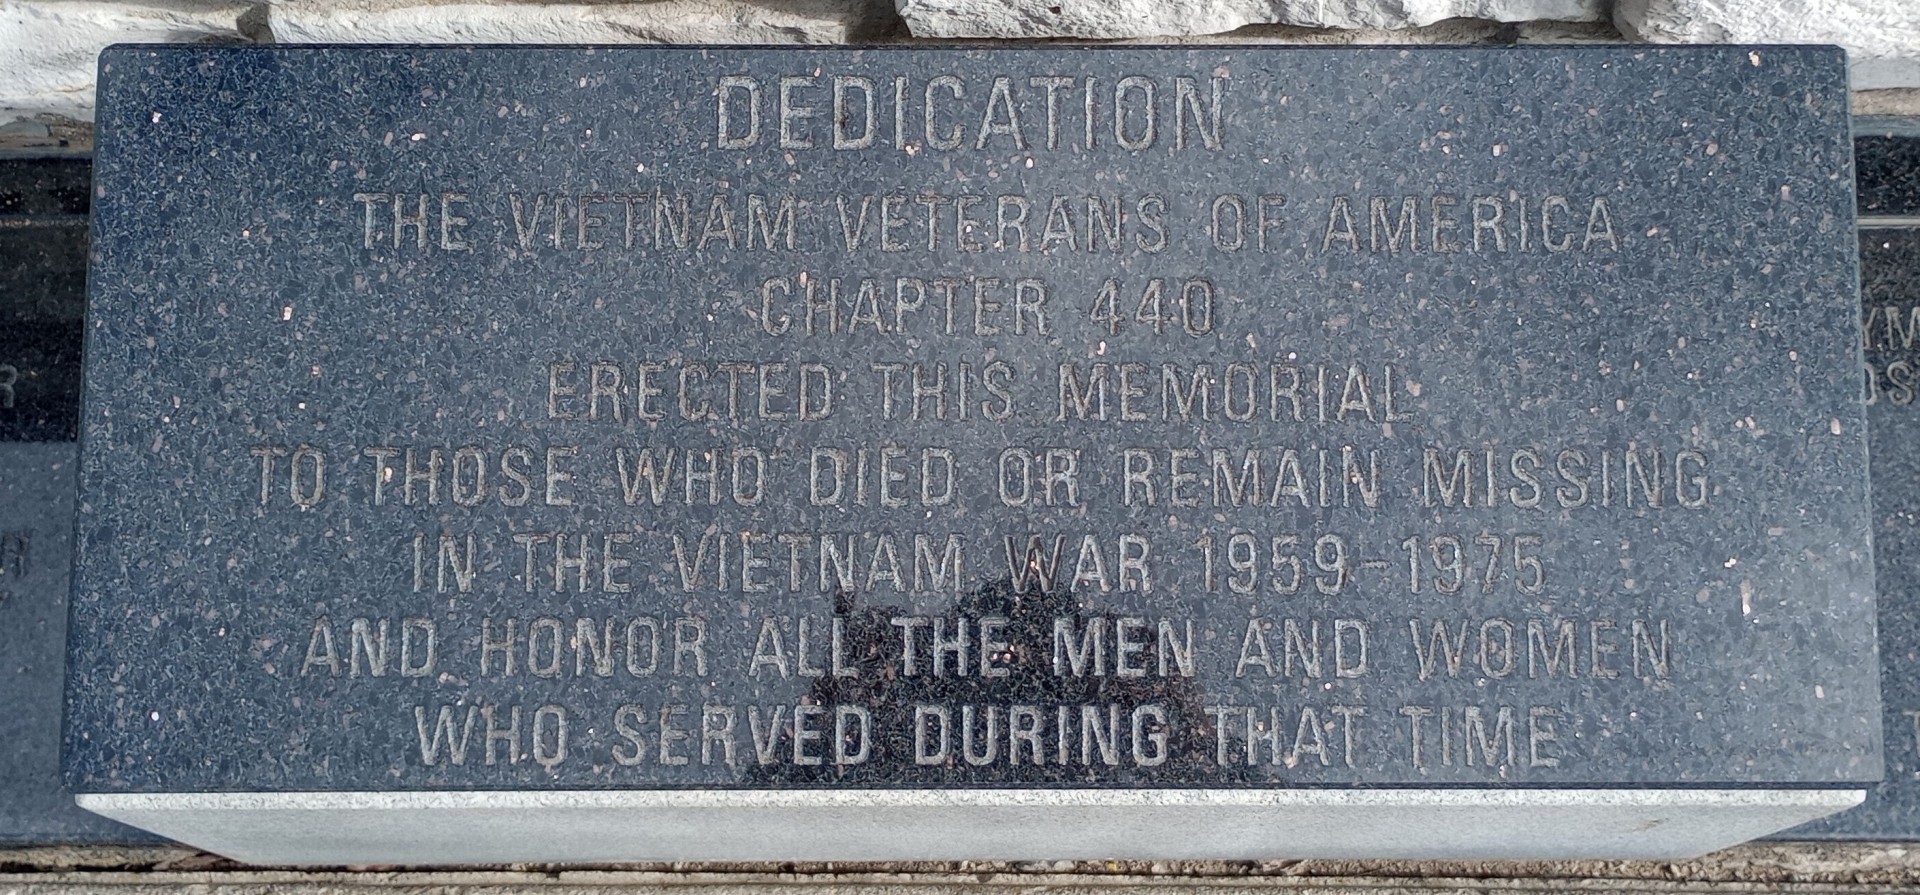 DEDICATION
THE VIETNAM VETERANS OF AMERICA
CHAPTER 440
ERECTED THIS MEMORIAL
TO THOSE WHO DIED OR REMAIN MISSING
IN THE VIETNAM WAR 1959-1975
AND HONOR ALL THE MEN AND WOMEN
WHO SERVED DURING THAT TIME